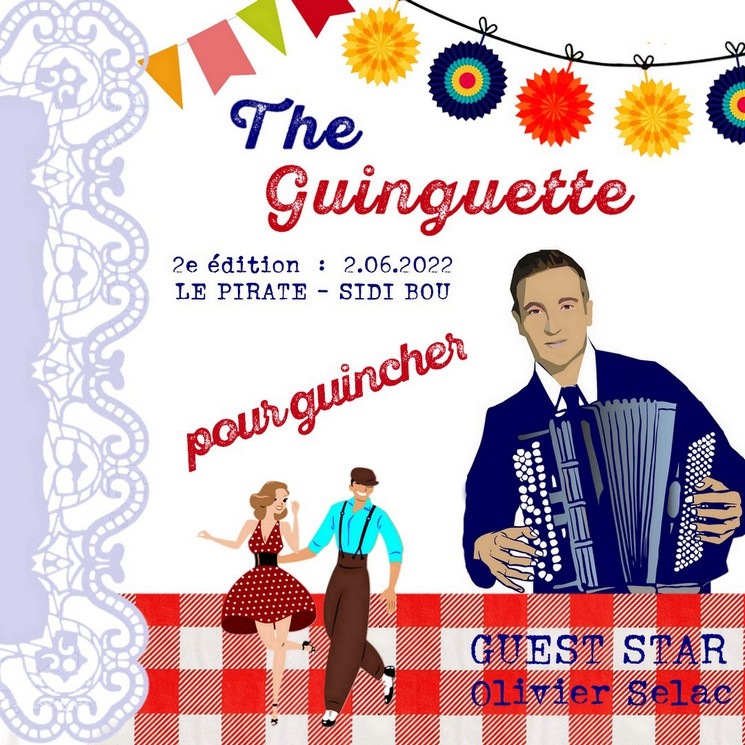 The
Guinguette
2e édition : 2.06.2022
LE PIRATE - SIDI BOU
pour guincher
GUEST STAR
Olivier Selac